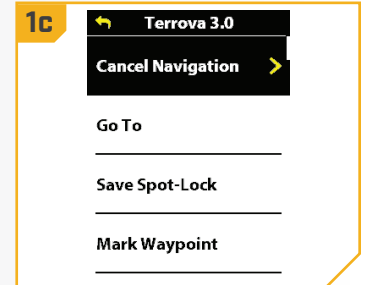 1c
Terrova 3.0
Cancel Navigation
Go To
Save Spot-Lock
Mark Waypoint